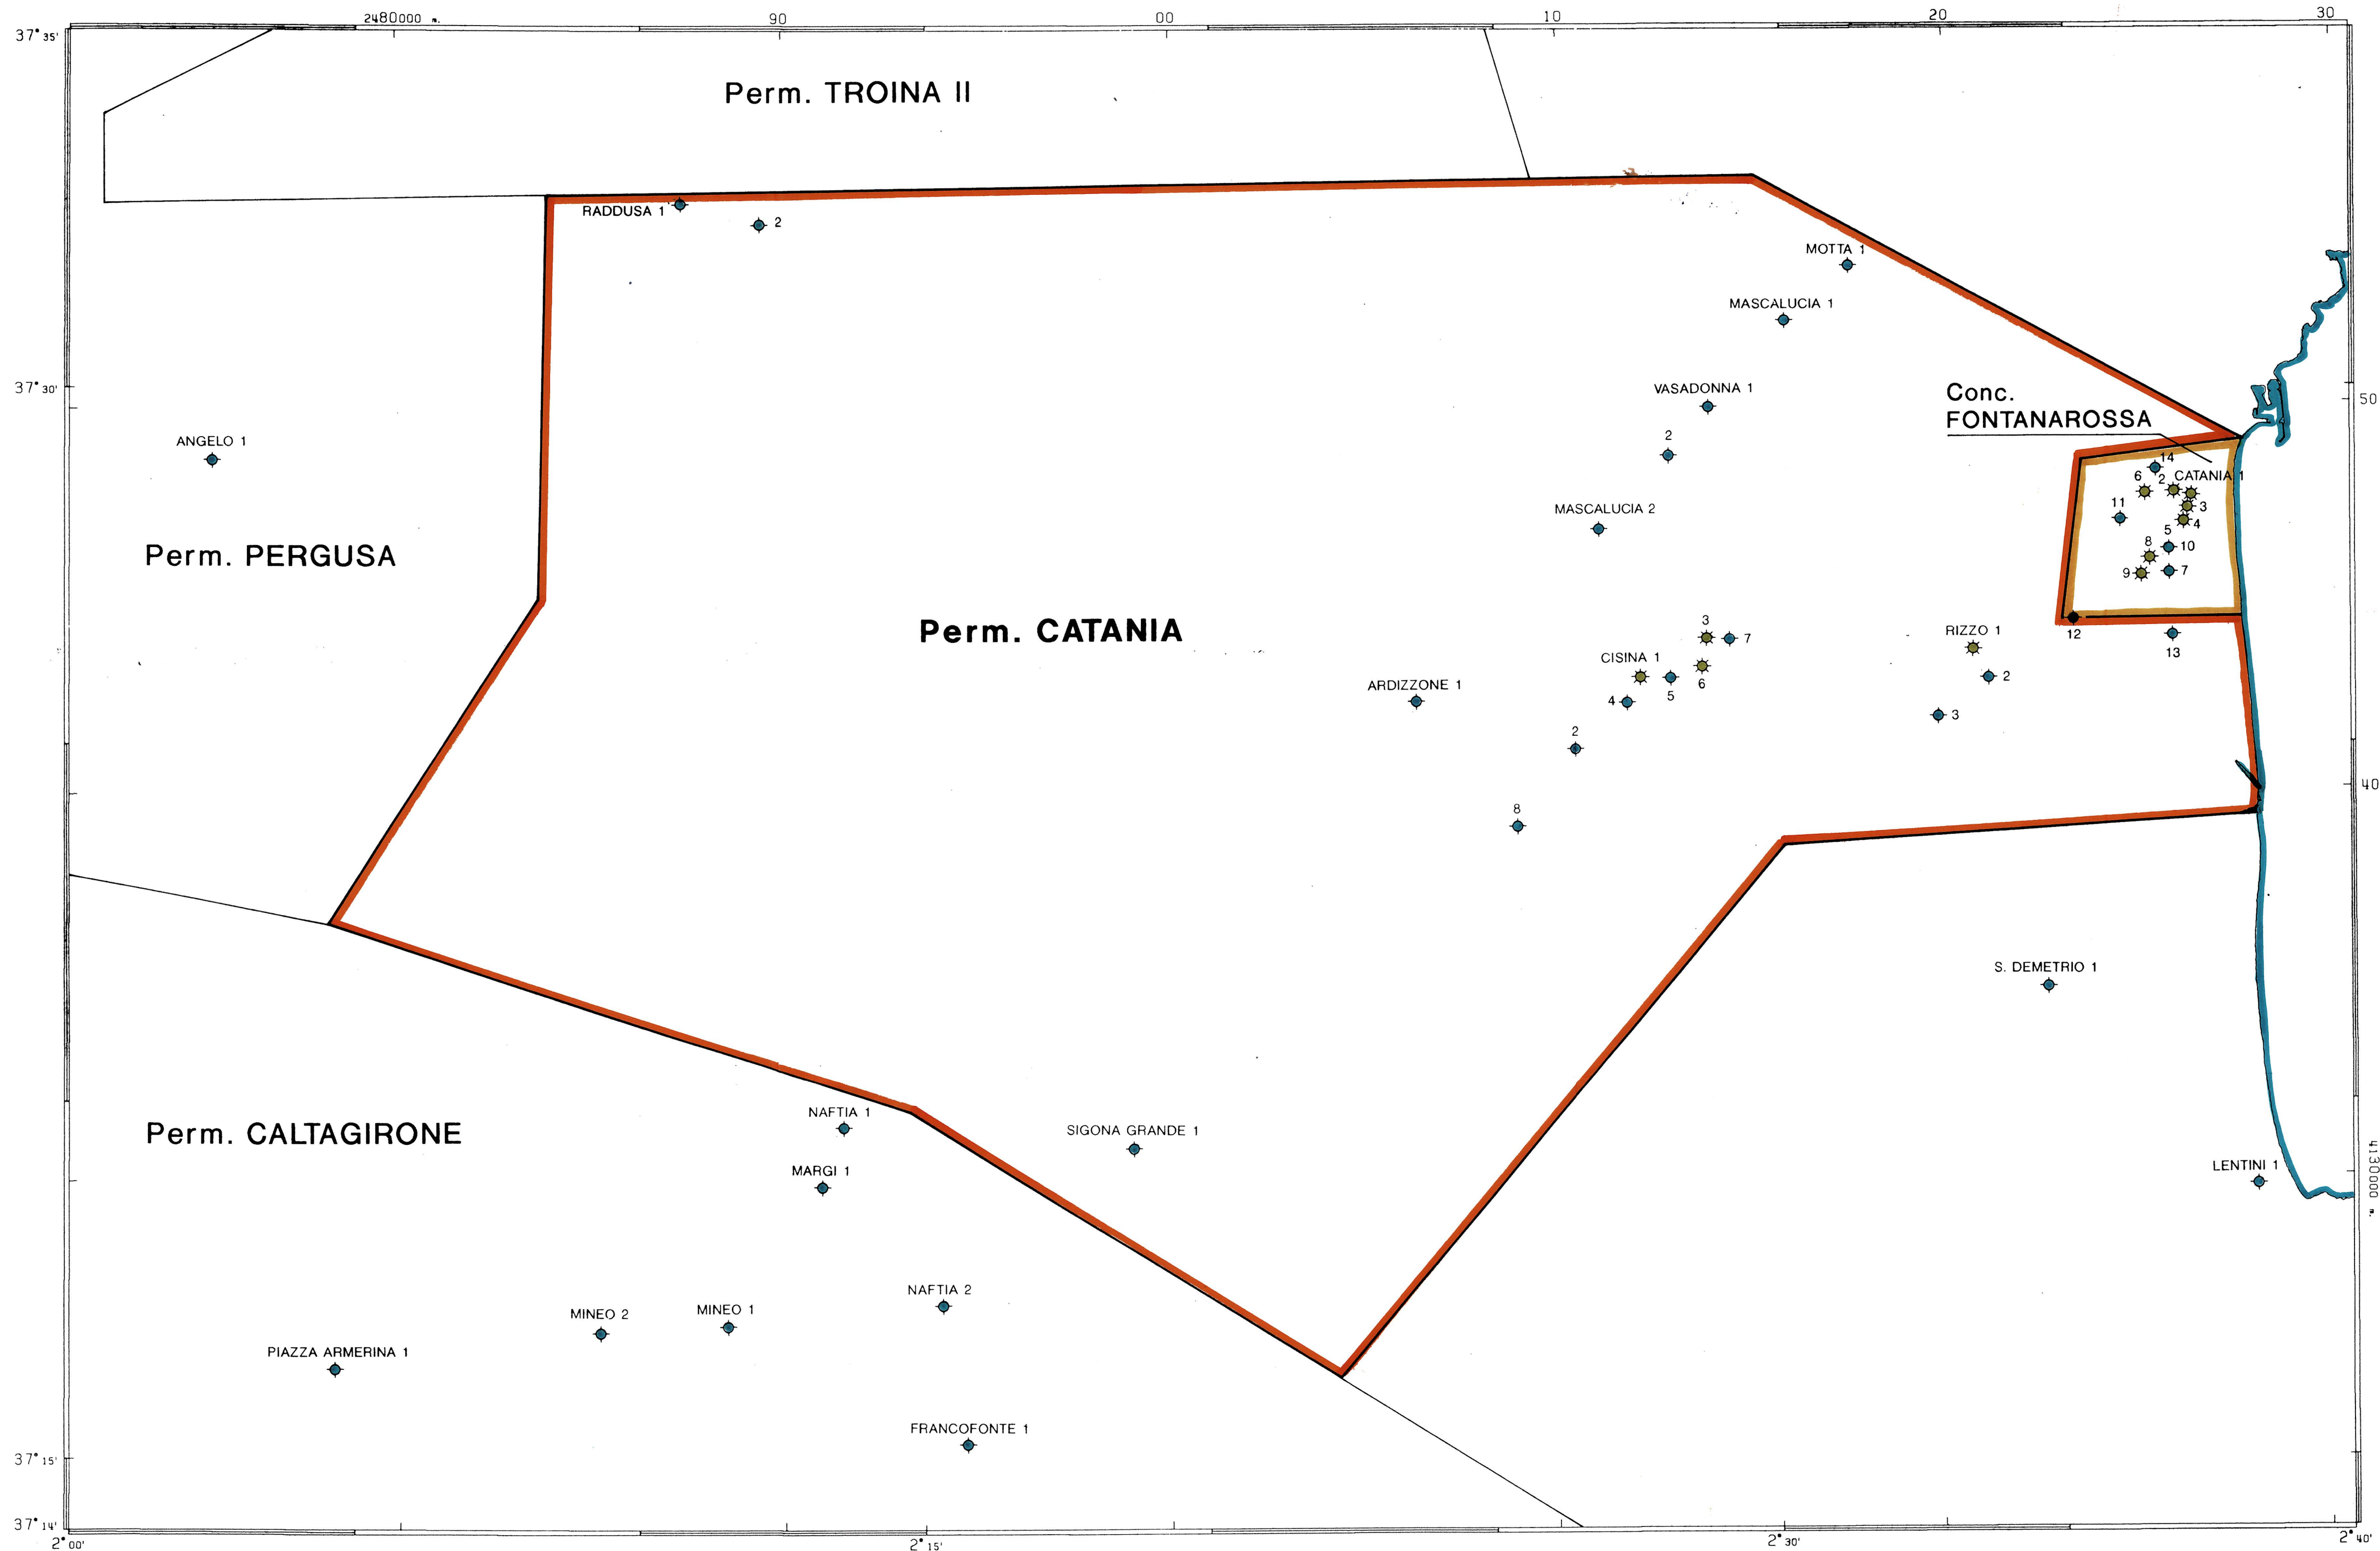 2480000 m.
90
00
10
20
30
37°35'
Perm. TROINA II
RADDUSA 1
2
MOTTA 1
MASCALUCIA 1
37°30'
VASADONNA 1
Conc.
FONTANAROSSA
50
ANGELO 1
2
14
6
2
CATANIA 1
11
3
4
5
10
8
9
7
MASCALUCIA 2
Perm. PERGUSA
Perm. CATANIA
3
7
12
13
RIZZO 1
CISINA 1
6
5
4
2
ARDIZZONE 1
3
2
40
8
S. DEMETRIO 1
NAFTIA 1
Perm. CALTAGIRONE
SIGONA GRANDE 1
MARGI 1
LENTINI 1
4130000 m.
NAFTIA 2
MINEO 2
MINEO 1
PIAZZA ARMERINA 1
FRANCOFONTE 1
37°15'
37°14'
2°00'
2°15'
2°30'
2°40'